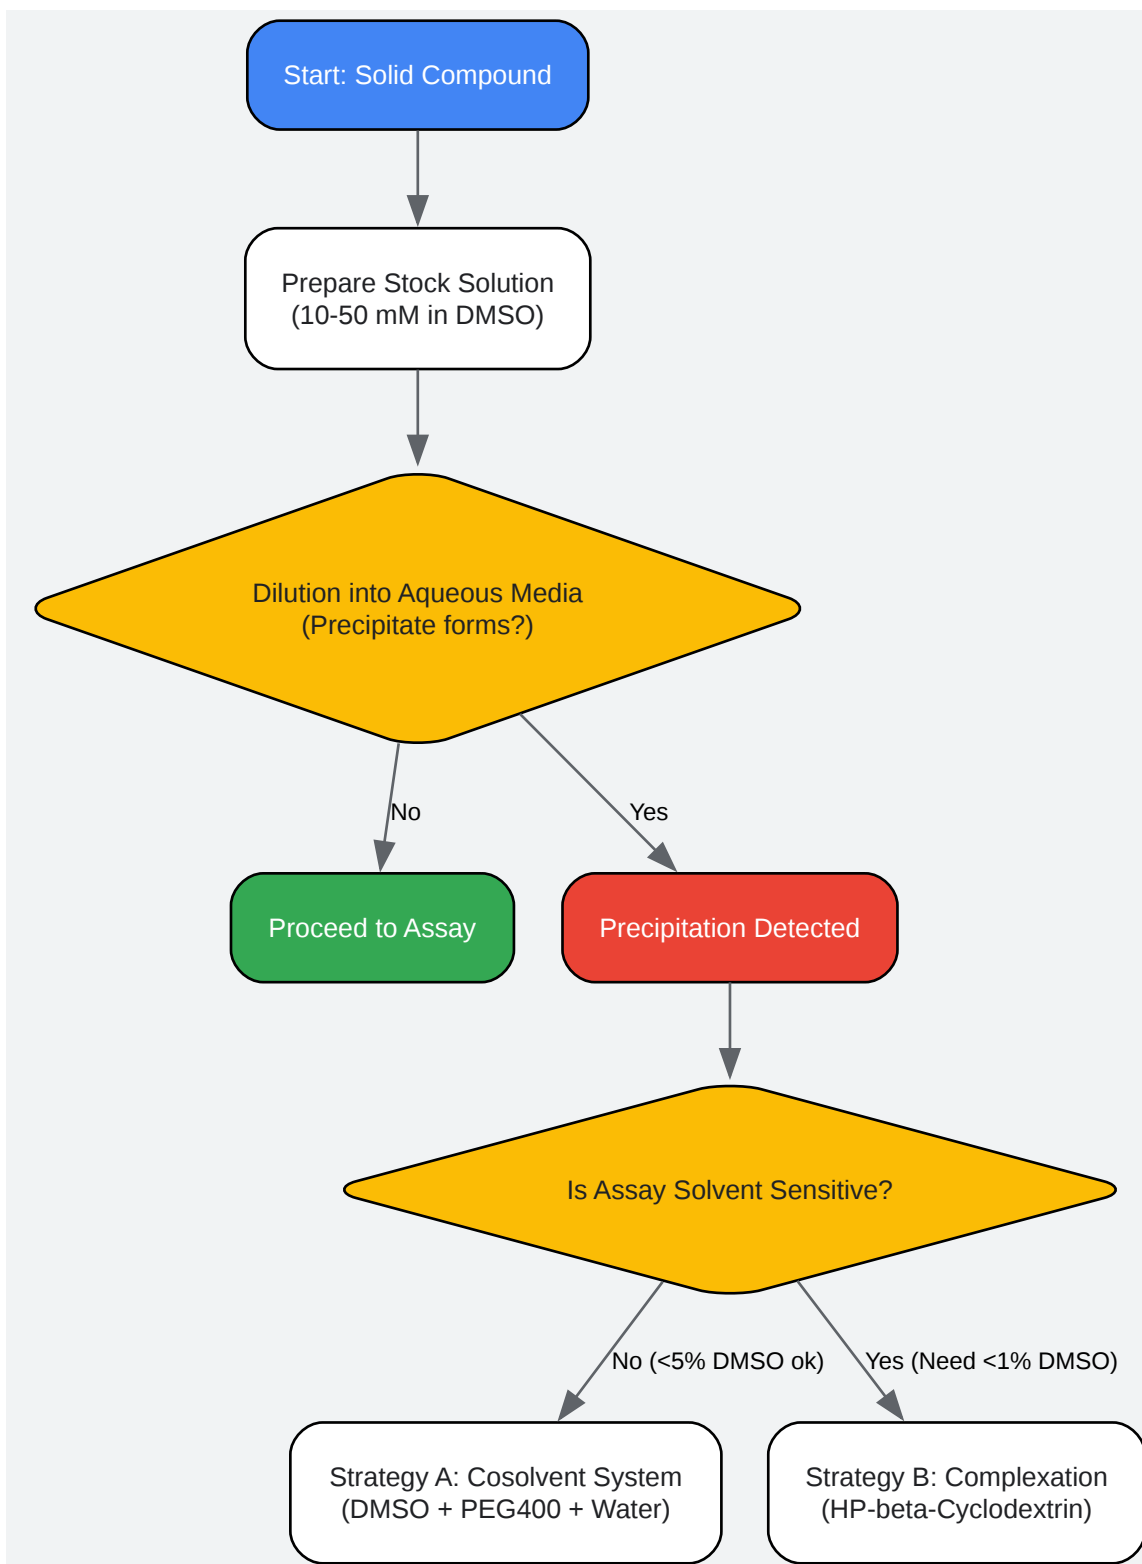 Start: Solid Compound
Prepare Stock Solution
(10-50 mM in DMSO)
Dilution into Aqueous Media
(Precipitate forms?)
No
Yes
Proceed to Assay
Precipitation Detected
Is Assay Solvent Sensitive?
No (<5% DMSO ok)
Yes (Need <1% DMSO)
Strategy A: Cosolvent System
(DMSO + PEG400 + Water)
Strategy B: Complexation
(HP-beta-Cyclodextrin)